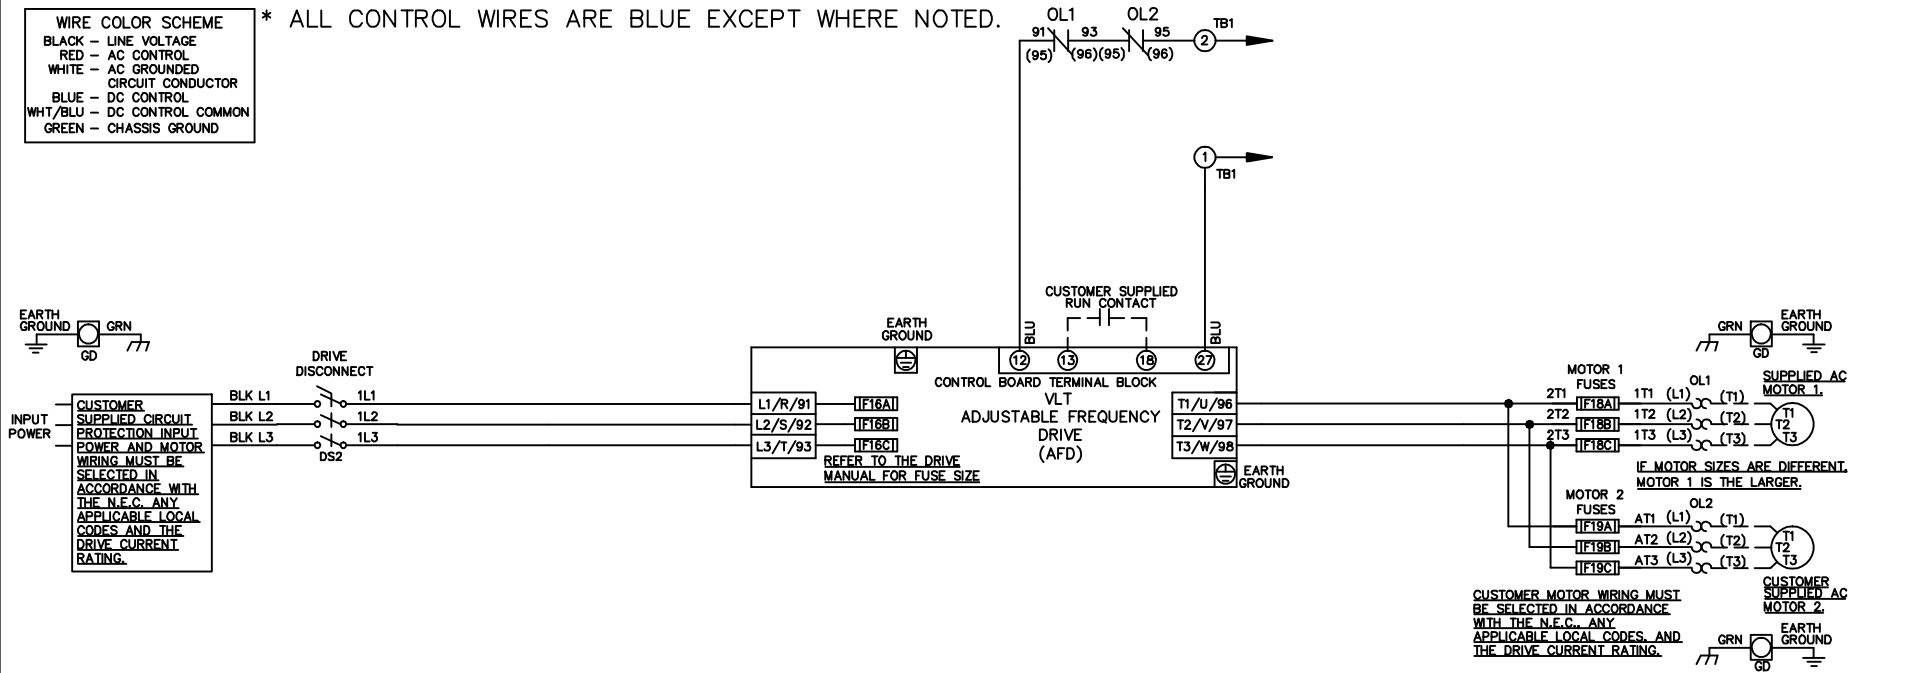 WIRE COLOR SCHEME
BLACK – LINE VOLTAGE
RED – AC CONTROL
WHITE – AC GROUNDED
CIRCUIT CONDUCTOR
BLUE – DC CONTROL
WHT/BLU – DC CONTROL COMMON
GREEN – CHASSIS GROUND
* ALL CONTROL WIRES ARE BLUE EXCEPT WHERE NOTED.
OL1 OL2
91 93 95 2 TB1
(95) (96)(95) (96)
1
TB1
CUSTOMER SUPPLIED
RUN CONTACT
BLU BLU
12 13 18 27
CONTROL BOARD TERMINAL BLOCK
EARTH
GROUND GRN
GD
DRIVE
DISCONNECT
INPUT
POWER
CUSTOMER
SUPPLIED CIRCUIT
PROTECTION INPUT
POWER AND MOTOR
WIRING MUST BE
SELECTED IN
ACCORDANCE WITH
THE N.E.C. ANY
APPLICABLE LOCAL
CODES AND THE
DRIVE CURRENT
RATING.
BLK L1 1L1
BLK L2 1L2
BLK L3 1L3
DS2
EARTH
GROUND
L1/R/91 F16A
L2/S/92 F16B
L3/T/93 F16C
REFER TO THE DRIVE
MANUAL FOR FUSE SIZE
VLT
ADJUSTABLE FREQUENCY
DRIVE
(AFD)
T1/U/96
T2/V/97
T3/W/98
EARTH
GROUND
GRN EARTH
GROUND
GD
MOTOR 1
FUSES
OL1
SUPPLIED AC
MOTOR 1.
2T1 F18A 1T1 (L1) (T1)
2T2 F18B 1T2 (L2) (T2)
2T3 F18C 1T3 (L3) (T3)
T1
T2
T3
IF MOTOR SIZES ARE DIFFERENT,
MOTOR 1 IS THE LARGER.
MOTOR 2
FUSES
OL2
F19A AT1 (L1) (T1)
F19B AT2 (L2) (T2)
F19C AT3 (L3) (T3)
T1
T2
T3
CUSTOMER
SUPPLIED AC
MOTOR 2.
CUSTOMER MOTOR WIRING MUST
BE SELECTED IN ACCORDANCE
WITH THE N.E.C., ANY
APPLICABLE LOCAL CODES, AND
THE DRIVE CURRENT RATING.
GRN EARTH
GROUND
GD